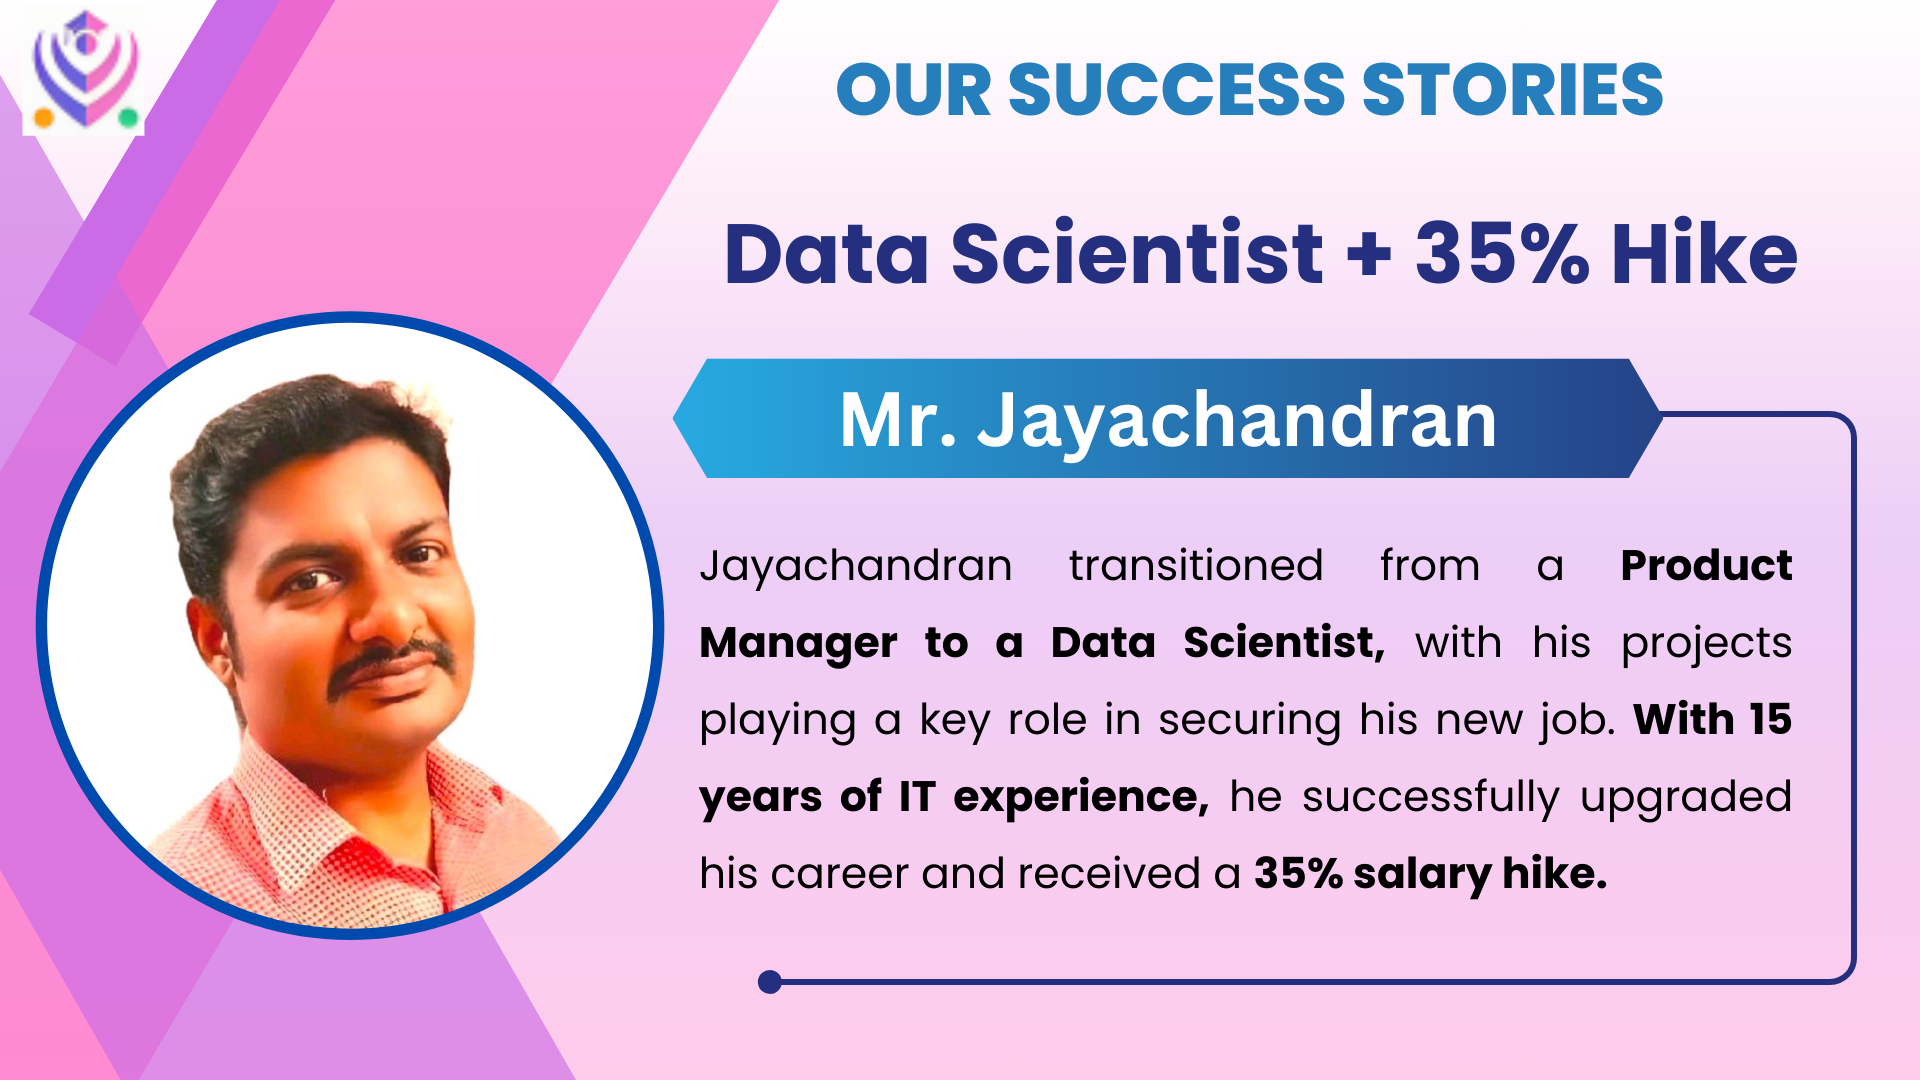 OUR SUCCESS STORIES
Data Scientist + 35% Hike
Mr. Jayachandran
Jayachandran transitioned from a Product
Manager to a Data Scientist, with his projects
playing a key role in securing his new job. With 15
years of IT experience, he successfully upgraded
his career and received a 35% salary hike.